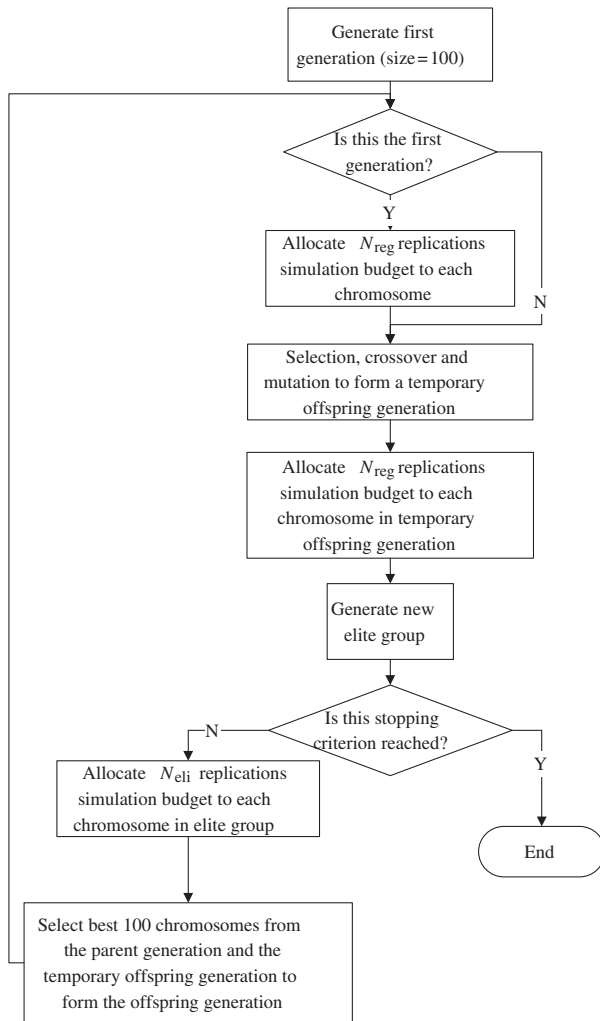 Generate first
generation (size=100)
Is this the first
generation?
Y
Allocate N_reg replications
simulation budget to each
chromosome
N
Selection, crossover and
mutation to form a temporary
offspring generation
Allocate N_reg replications
simulation budget to each
chromosome in temporary
offspring generation
Generate new
elite group
Is this stopping
criterion reached?
N
Y
Allocate N_eli replications
simulation budget to each
chromosome in elite group
End
Select best 100 chromosomes from
the parent generation and the
temporary offspring generation to
form the offspring generation